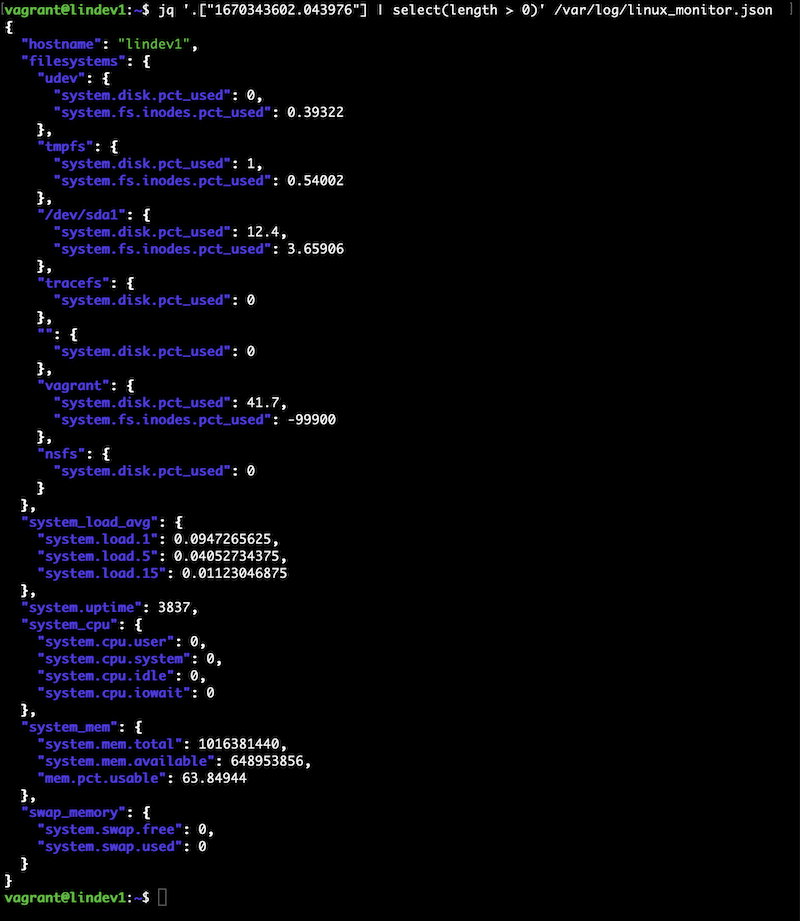 [vagrant@lindev1:~$ jq '.["1670343602.043976"] | select(length > 0)' /var/log/linux_monitor.json ]
{
  "hostname": "lindev1",
  "filesystems": {
    "udev": {
      "system.disk.pct_used": 0,
      "system.fs.inodes.pct_used": 0.39322
    },
    "tmpfs": {
      "system.disk.pct_used": 1,
      "system.fs.inodes.pct_used": 0.54002
    },
    "/dev/sda1": {
      "system.disk.pct_used": 12.4,
      "system.fs.inodes.pct_used": 3.65906
    },
    "tracefs": {
      "system.disk.pct_used": 0
    },
    "": {
      "system.disk.pct_used": 0
    },
    "vagrant": {
      "system.disk.pct_used": 41.7,
      "system.fs.inodes.pct_used": -99900
    },
    "nsfs": {
      "system.disk.pct_used": 0
    }
  },
  "system_load_avg": {
    "system.load.1": 0.0947265625,
    "system.load.5": 0.04052734375,
    "system.load.15": 0.01123046875
  },
  "system.uptime": 3837,
  "system_cpu": {
    "system.cpu.user": 0,
    "system.cpu.system": 0,
    "system.cpu.idle": 0,
    "system.cpu.iowait": 0
  },
  "system_mem": {
    "system.mem.total": 1016381440,
    "system.mem.available": 648953856,
    "mem.pct.usable": 63.84944
  },
  "swap_memory": {
    "system.swap.free": 0,
    "system.swap.used": 0
  }
}
vagrant@lindev1:~$